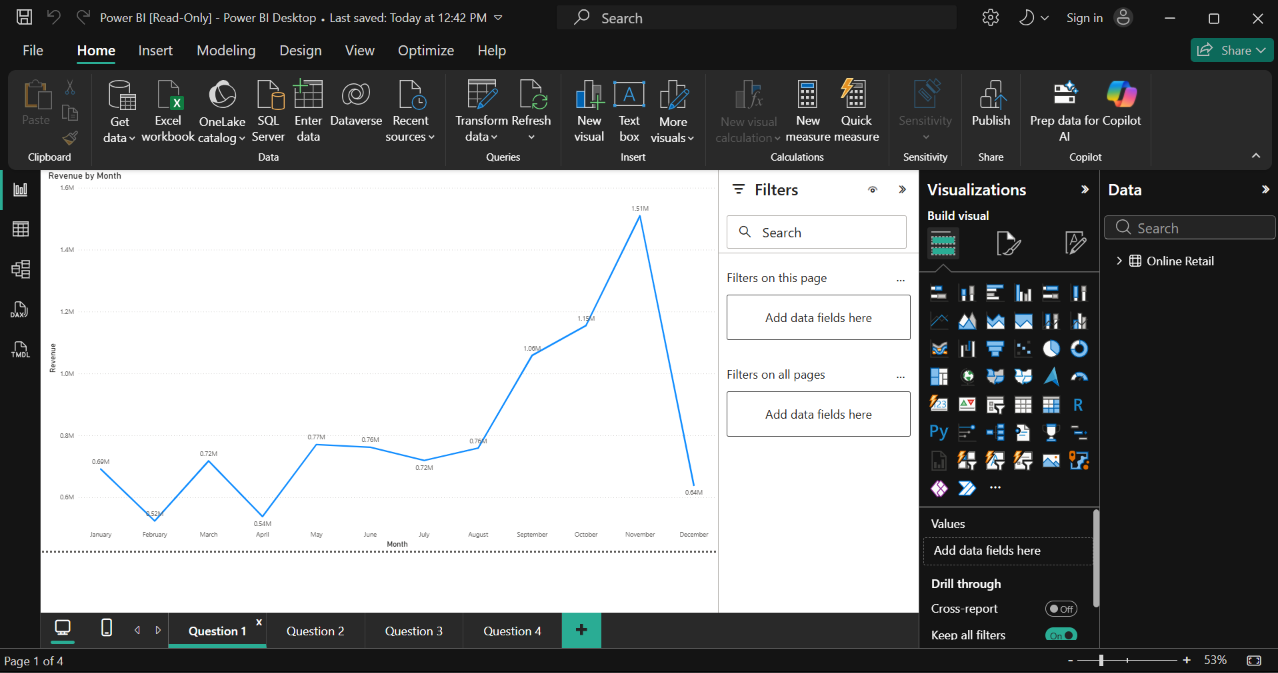 Power BI [Read-Only] - Power BI Desktop • Last saved: Today at 12:42 PM
Search
Sign in
File
Home
Insert
Modeling
Design
View
Optimize
Help
Share
Paste
Clipboard
Get data
Excel workbook
OneLake catalog
SQL Server
Enter data
Dataverse
Recent sources
Data
Transform data
Refresh
Queries
New visual
Text box
More visuals
Insert
New visual calculation
New measure
Quick measure
Calculations
Sensitivity
Sensitivity
Publish
Share
Prep data for AI
Copilot
Copilot
DAX
TMDL
Revenue by Month
1.6M
1.4M
1.2M
1.0M
0.8M
0.6M
Revenue
0.69M
0.52M
0.72M
0.54M
0.77M
0.76M
0.72M
0.76M
1.06M
1.15M
1.51M
0.64M
January
February
March
April
May
June
July
August
September
October
November
December
Month
Filters
Search
Filters on this page
...
Add data fields here
Filters on all pages
...
Add data fields here
Visualizations
Build visual
123
R
Py
...
Values
Add data fields here
Drill through
Cross-report
Off
Keep all filters
On
Data
Search
Online Retail
Question 1
x
Question 2
Question 3
Question 4
+
Page 1 of 4
-
+
53%